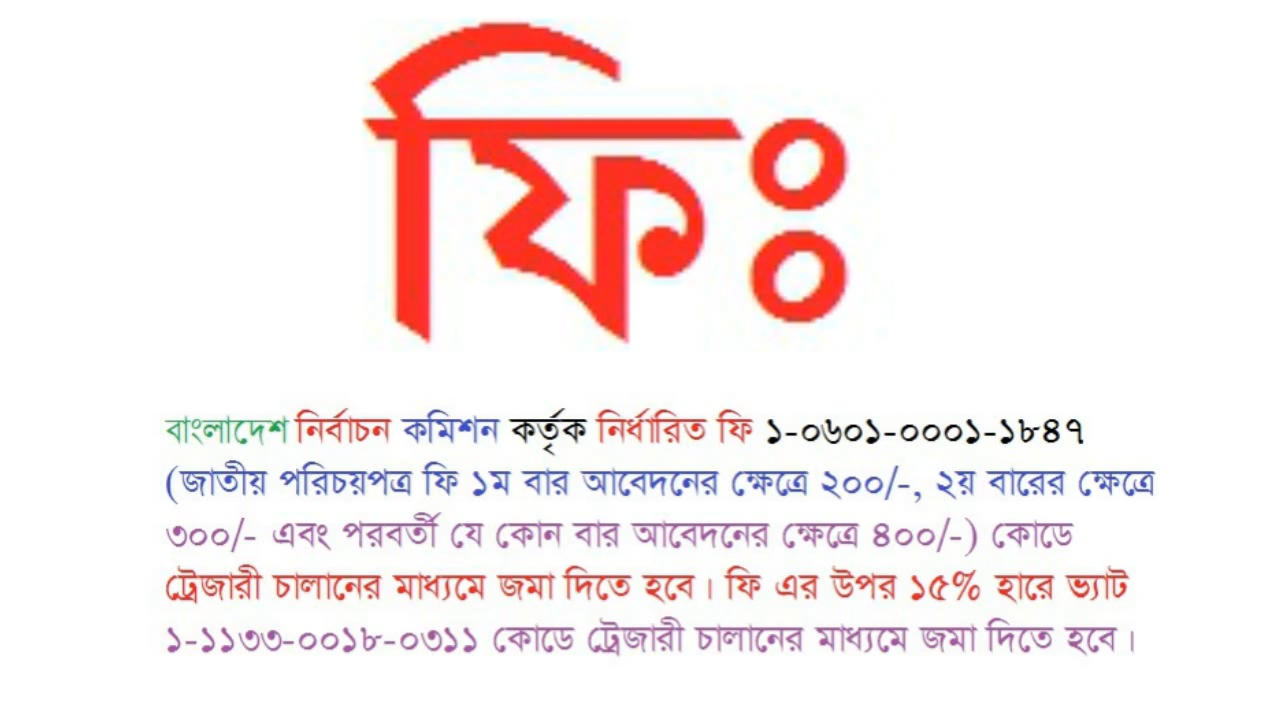 ফিঃ
বাংলাদেশ নির্বাচন কমিশন কর্তৃক নির্ধারিত ফি ১-০৬০১-০০০১-১৮৪৭
(জাতীয় পরিচয়পত্র ফি ১ম বার আবেদনের ক্ষেত্রে ২০০/-, ২য় বারের ক্ষেত্রে
৩০০/- এবং পরবর্তী যে কোন বার আবেদনের ক্ষেত্রে ৪০০/-) কোডে
ট্রেজারী চালানের মাধ্যমে জমা দিতে হবে। ফি এর উপর ১৫% হারে ভ্যাট
১-১১৩৩-০০১৮-০৩১১ কোডে ট্রেজারী চালানের মাধ্যমে জমা দিতে হবে।